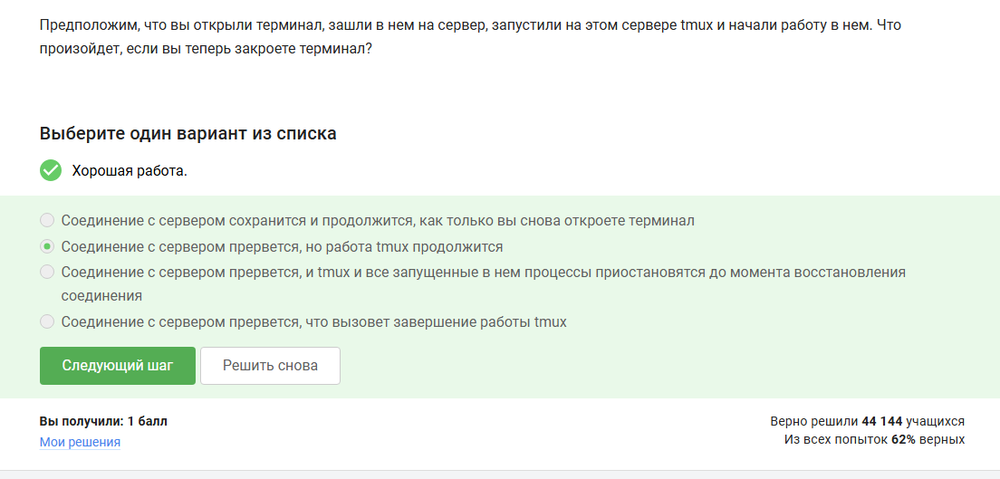 Предположим, что вы открыли терминал, зашли в нем на сервер, запустили на этом сервере tmux и начали работу в нем. Что
произойдет, если вы теперь закроете терминал?
Выберите один вариант из списка
Хорошая работа.
Соединение с сервером сохранится и продолжится, как только вы снова откроете терминал
Соединение с сервером прервется, но работа tmux продолжится
Соединение с сервером прервется, и tmux и все запущенные в нем процессы приостановятся до момента восстановления
соединения
Соединение с сервером прервется, что вызовет завершение работы tmux
Следующий шаг
Решить снова
Вы получили: 1 балл
Мои решения
Верно решили 44 144 учащихся
Из всех попыток 62% верных